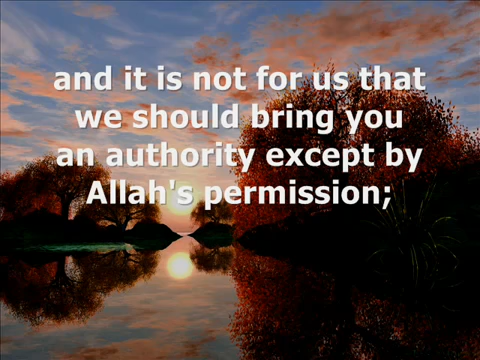 and it is not for us that
we should bring you
an authority except by
Allah's permission;